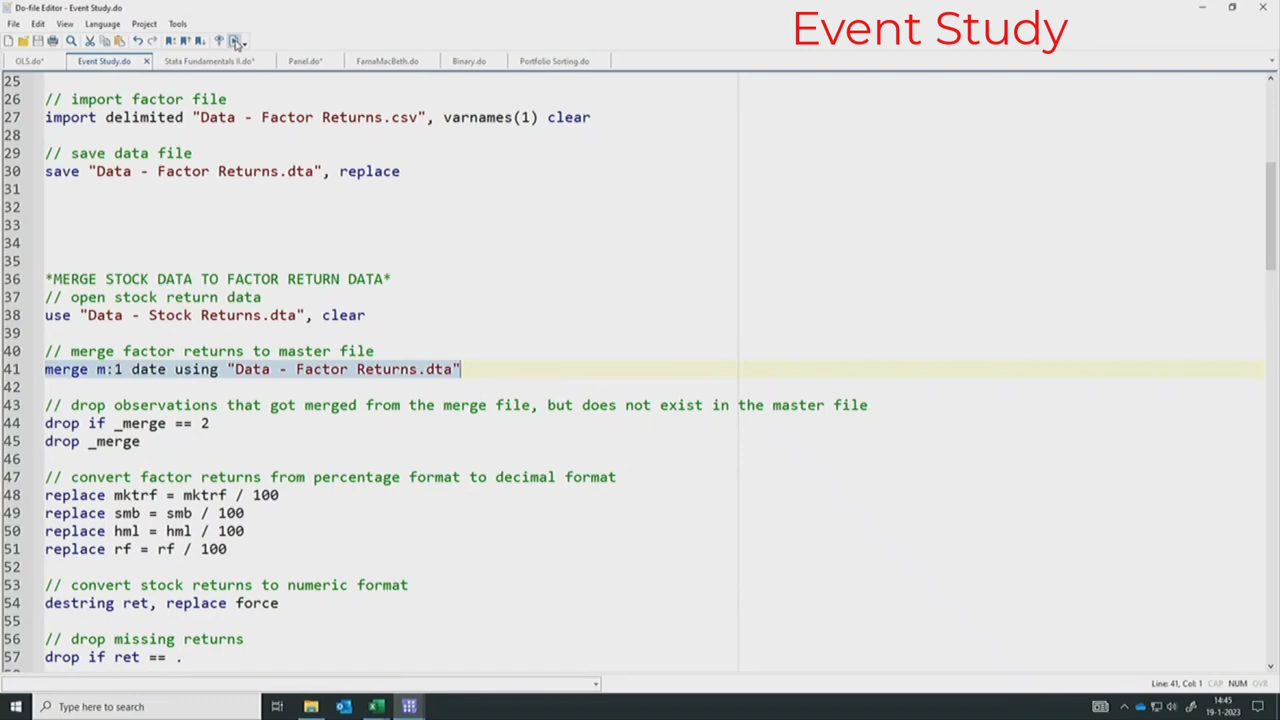 Do-file Editor - Event Study.do
Event Study
File Edit View Language Project Tools
OLS.do* Event Study.do Stata Fundamentals II.do* Panel.do* FamaMacBeth.do Binary.do Portfolio Sorting.do
25
26 // import factor file
27 import delimited "Data - Factor Returns.csv", varnames(1) clear
28
29 // save data file
30 save "Data - Factor Returns.dta", replace
31
32
33
34
35
36 *MERGE STOCK DATA TO FACTOR RETURN DATA*
37 // open stock return data
38 use "Data - Stock Returns.dta", clear
39
40 // merge factor returns to master file
41 merge m:1 date using "Data - Factor Returns.dta"
42
43 // drop observations that got merged from the merge file, but does not exist in the master file
44 drop if _merge == 2
45 drop _merge
46
47 // convert factor returns from percentage format to decimal format
48 replace mktrf = mktrf / 100
49 replace smb = smb / 100
50 replace hml = hml / 100
51 replace rf = rf / 100
52
53 // convert stock returns to numeric format
54 destring ret, replace force
55
56 // drop missing returns
57 drop if ret == .
Line: 41, Col: 1 CAP NUM OVR
Type here to search
14:45
19-1-2023